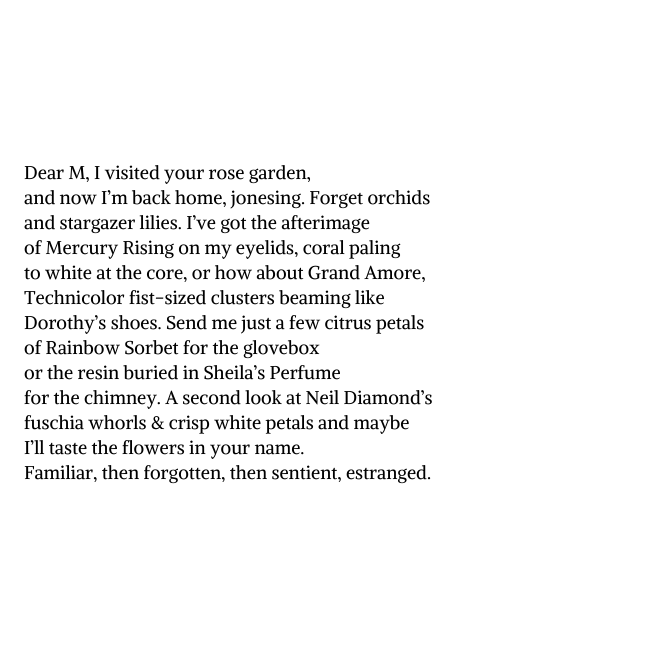 Dear M, I visited your rose garden,
and now I’m back home, jonesing. Forget orchids
and stargazer lilies. I’ve got the afterimage
of Mercury Rising on my eyelids, coral paling
to white at the core, or how about Grand Amore,
Technicolor fist-sized clusters beaming like
Dorothy’s shoes. Send me just a few citrus petals
of Rainbow Sorbet for the glovebox
or the resin buried in Sheila’s Perfume
for the chimney. A second look at Neil Diamond’s
fuschia whorls & crisp white petals and maybe
I’ll taste the flowers in your name.
Familiar, then forgotten, then sentient, estranged.